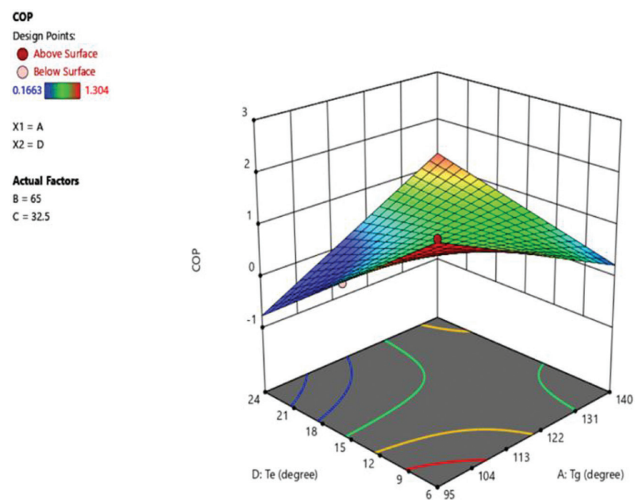 COP
Design Points:
Above Surface
Below Surface
0.1663 1.304
X1 = A
X2 = D
Actual Factors
B = 65
C = 32.5
COP
3
2
1
0
-1
24
21
18
15
12
9
6
95
104
113
122
131
140
D: Te (degree)
A: Tg (degree)